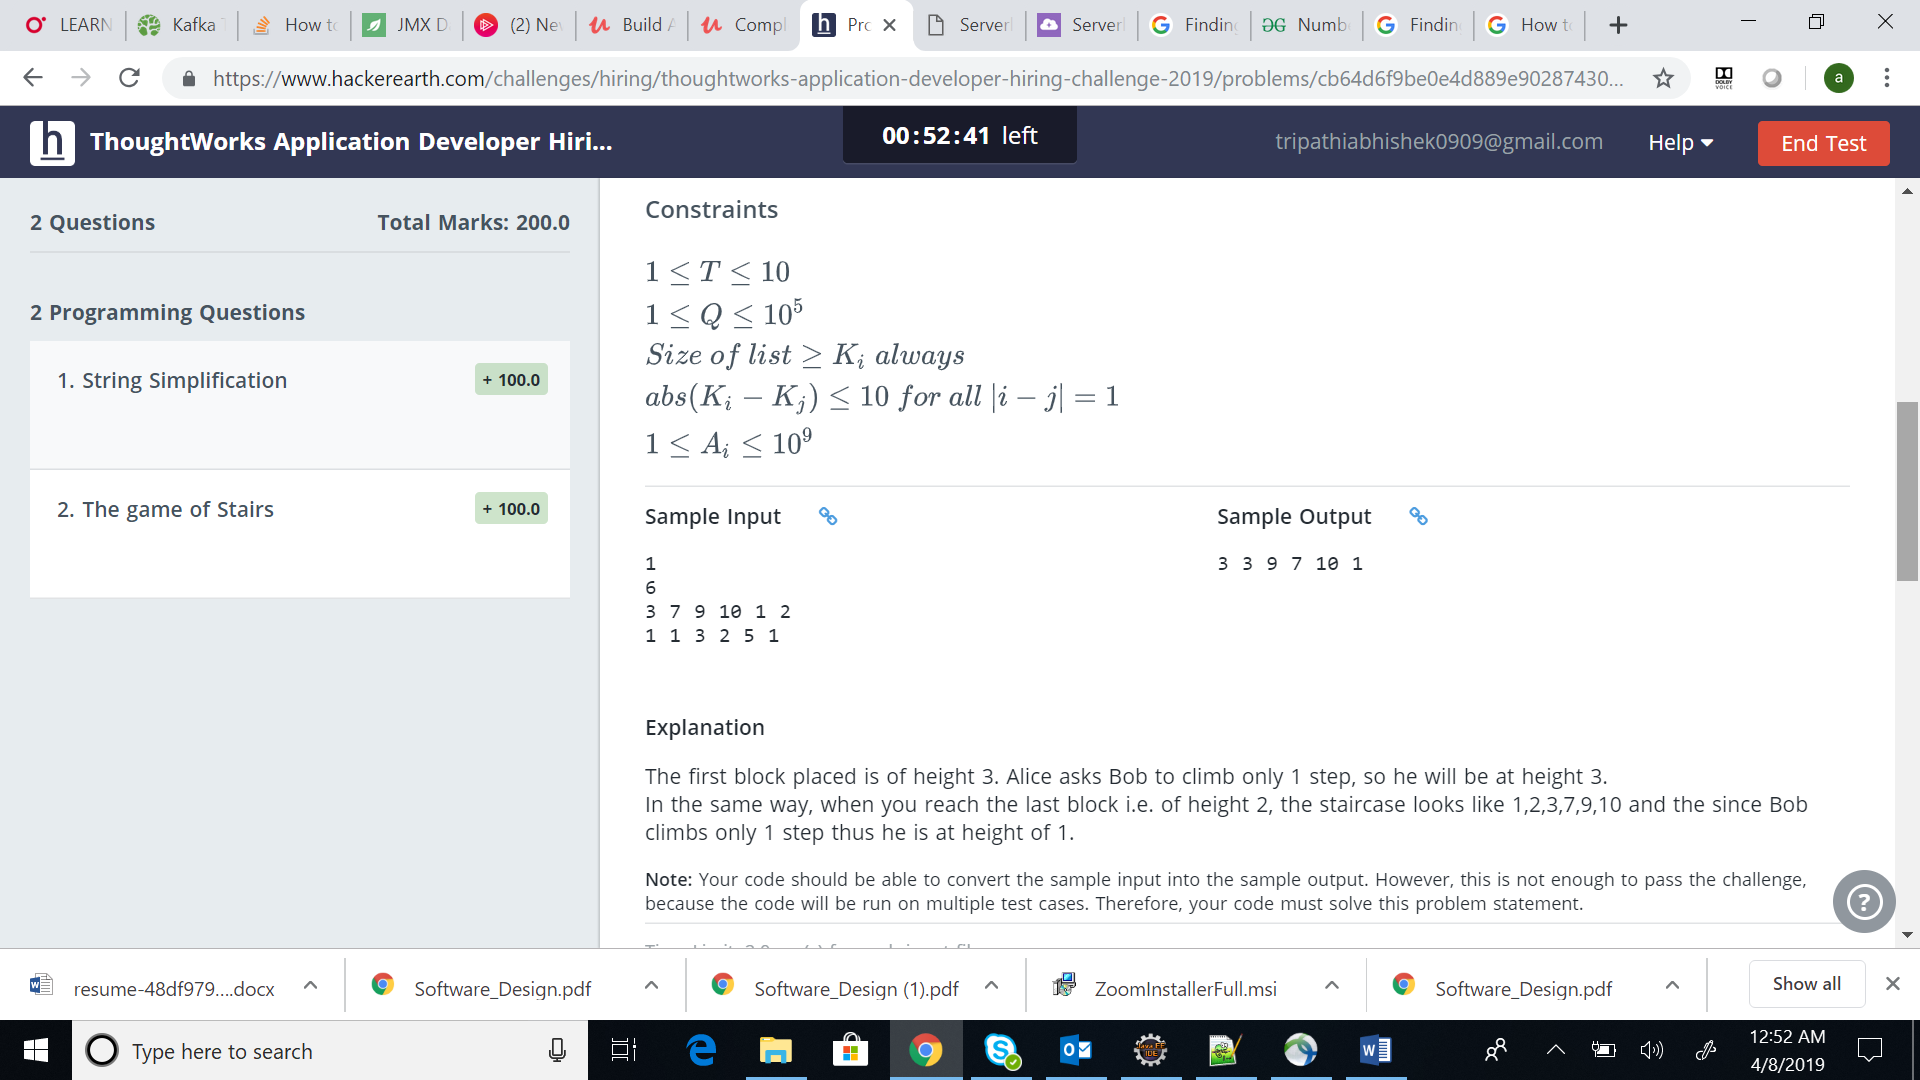 LEARN
Kafka
How to
JMX D
(2) Ne
Build A
Compl
Pro
Server
Server
Finding
Numb
Finding
How to
https://www.hackerearth.com/challenges/hiring/thoughtworks-application-developer-hiring-challenge-2019/problems/cb64d6f9be0e4d889e90287430...
DOLBY VOICE
a
h ThoughtWorks Application Developer Hiri...
00:52:41 left
tripathiabhishek0909@gmail.com
Help
End Test
2 Questions
Total Marks: 200.0
2 Programming Questions
1. String Simplification
+ 100.0
2. The game of Stairs
+ 100.0
Constraints
1 ≤ T ≤ 10
1 ≤ Q ≤ 10⁵
Size of list ≥ Kᵢ always
abs(Kᵢ − Kⱼ) ≤ 10 for all |i − j| = 1
1 ≤ Aᵢ ≤ 10⁹
Sample Input
1
6
3 7 9 10 1 2
1 1 3 2 5 1
Sample Output
3 3 9 7 10 1
Explanation
The first block placed is of height 3. Alice asks Bob to climb only 1 step, so he will be at height 3.
In the same way, when you reach the last block i.e. of height 2, the staircase looks like 1,2,3,7,9,10 and the since Bob
climbs only 1 step thus he is at height of 1.
Note: Your code should be able to convert the sample input into the sample output. However, this is not enough to pass the challenge,
because the code will be run on multiple test cases. Therefore, your code must solve this problem statement.
?
resume-48df979....docx
Software_Design.pdf
Software_Design (1).pdf
ZoomInstallerFull.msi
Software_Design.pdf
Show all
Type here to search
12:52 AM
4/8/2019